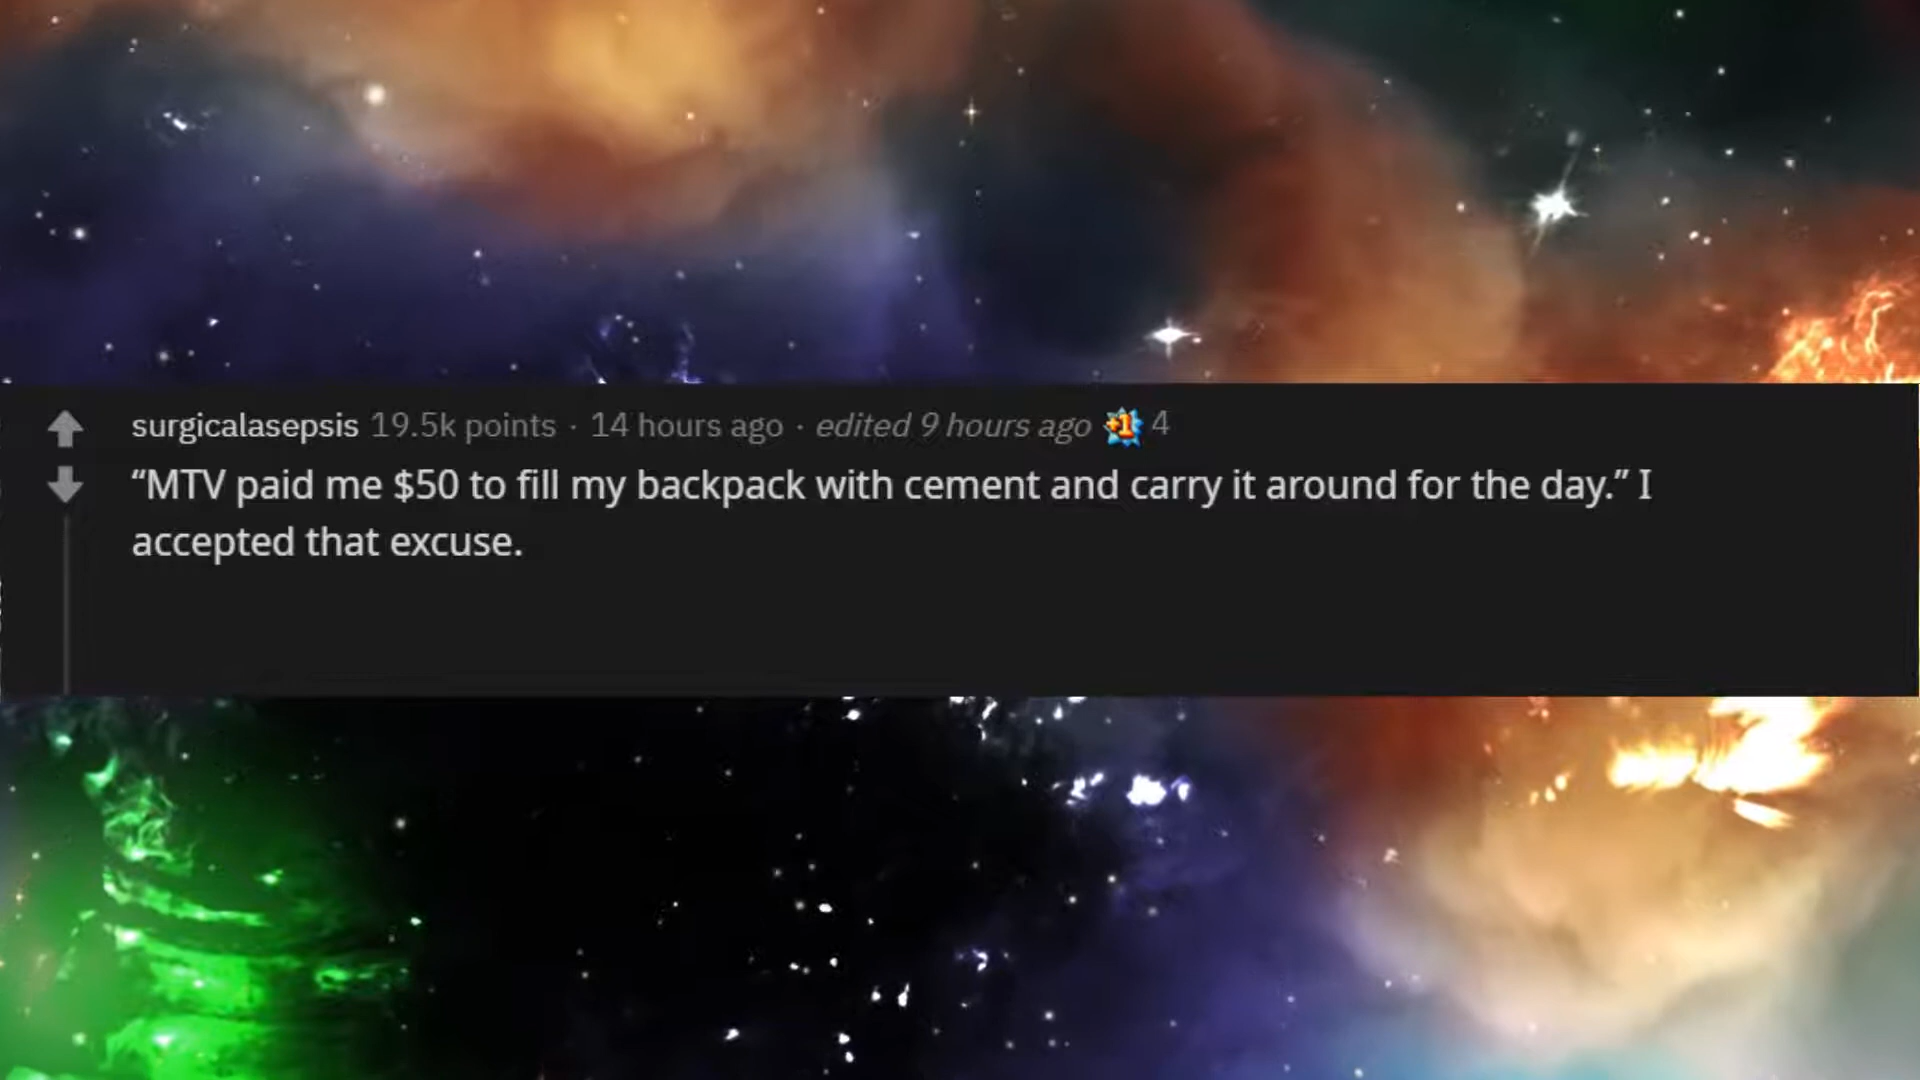 surgicalasepsis 19.5k points · 14 hours ago · edited 9 hours ago +1 4
“MTV paid me $50 to fill my backpack with cement and carry it around for the day.” I
accepted that excuse.